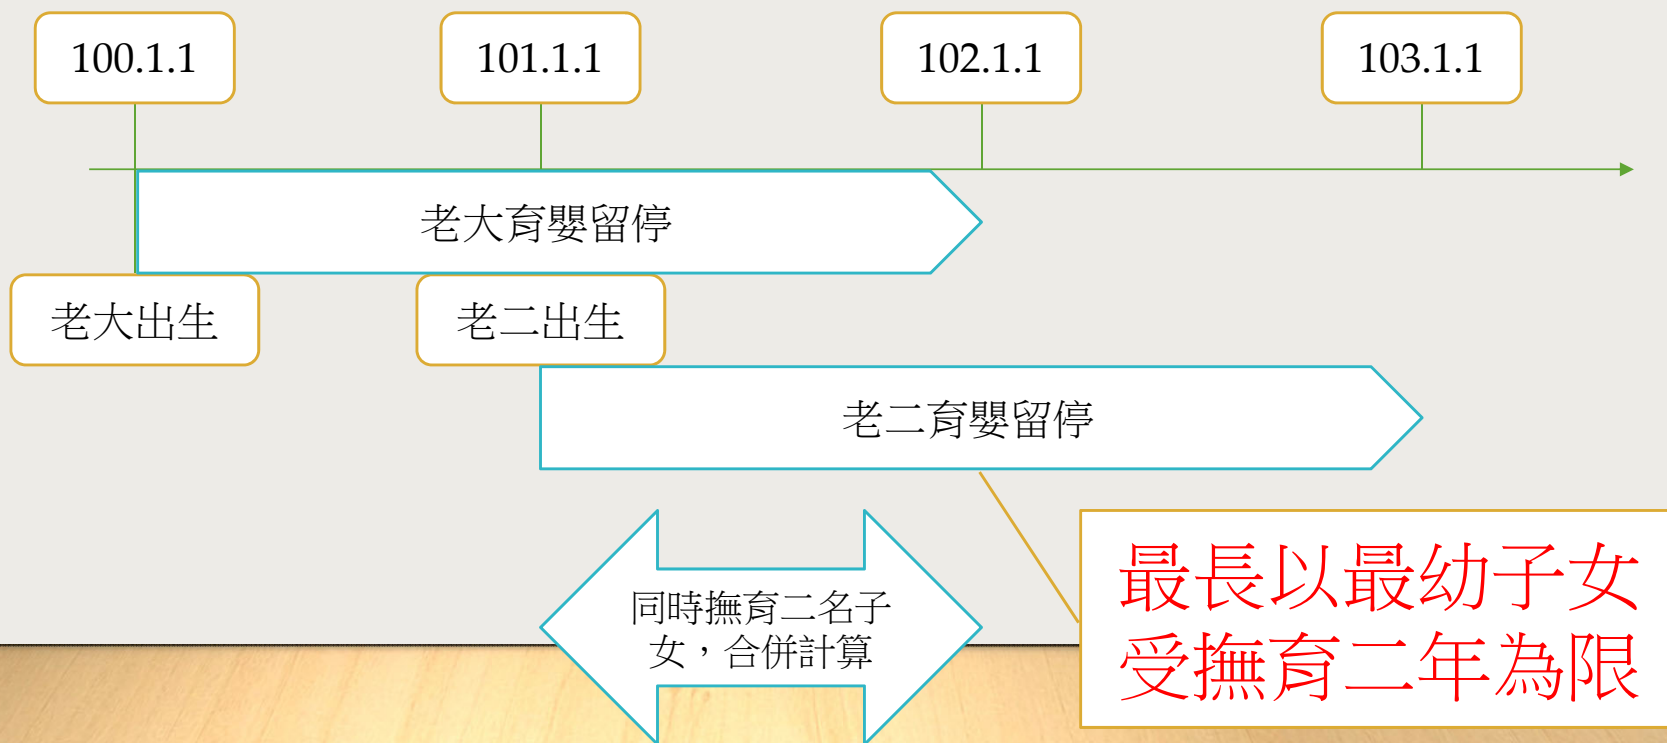 100.1.1
101.1.1
102.1.1
103.1.1
老大育嬰留停
老大出生
老二出生
老二育嬰留停
同時撫育二名子
女，合併計算
最長以最幼子女
受撫育二年為限